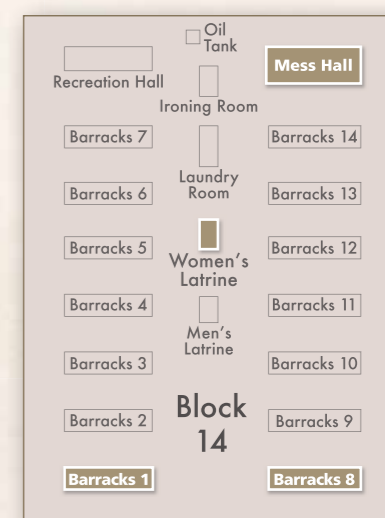 Oil
Tank
Mess Hall
Recreation Hall
Ironing Room
Barracks 7
Barracks 14
Laundry
Room
Barracks 6
Barracks 13
Barracks 5
Barracks 12
Women's
Latrine
Barracks 4
Barracks 11
Men's
Latrine
Barracks 3
Barracks 10
Block
14
Barracks 2
Barracks 9
Barracks 1
Barracks 8